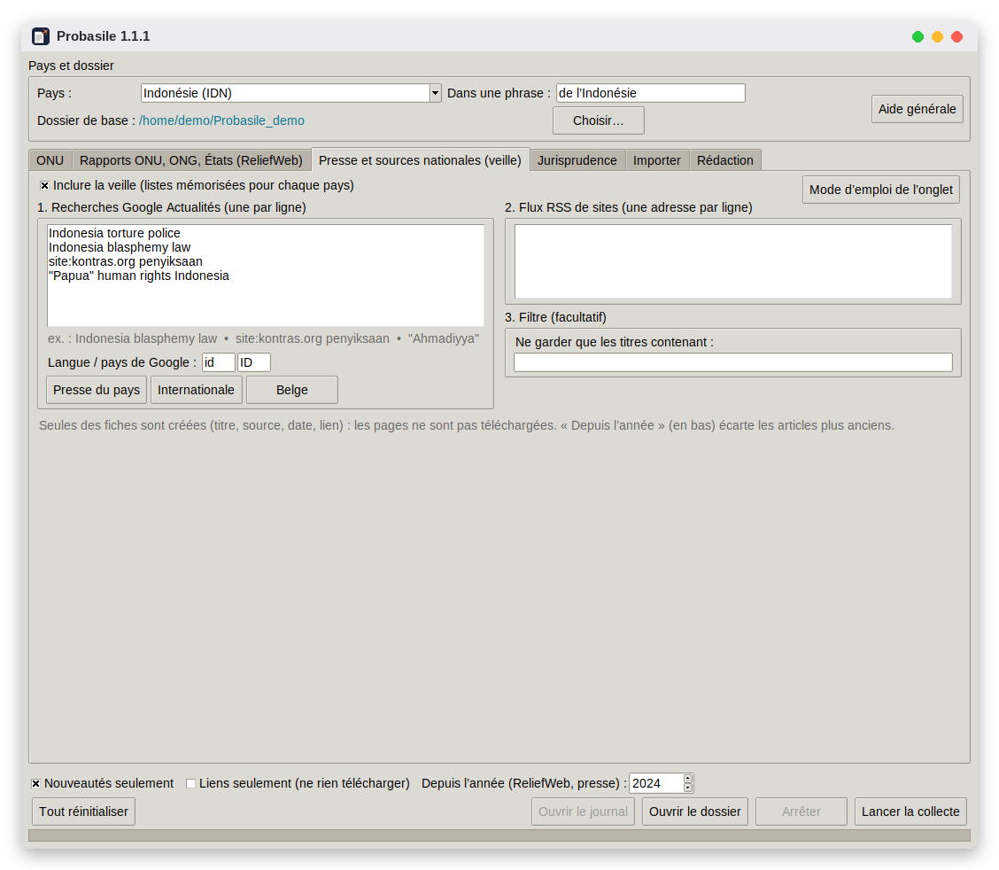 Probasile 1.1.1
Pays et dossier
Pays :
Indonésie (IDN)
Dans une phrase :
de l'Indonésie
Aide générale
Dossier de base : /home/demo/Probasile_demo
Choisir…
ONU
Rapports ONU, ONG, États (ReliefWeb)
Presse et sources nationales (veille)
Jurisprudence
Importer
Rédaction
Inclure la veille (listes mémorisées pour chaque pays)
Mode d'emploi de l'onglet
1. Recherches Google Actualités (une par ligne)
Indonesia torture police
Indonesia blasphemy law
site:kontras.org penyiksaan
"Papua" human rights Indonesia
ex. : Indonesia blasphemy law • site:kontras.org penyiksaan • "Ahmadiyya"
Langue / pays de Google :
id
ID
Presse du pays
Internationale
Belge
2. Flux RSS de sites (une adresse par ligne)
3. Filtre (facultatif)
Ne garder que les titres contenant :
Seules des fiches sont créées (titre, source, date, lien) : les pages ne sont pas téléchargées. « Depuis l'année » (en bas) écarte les articles plus anciens.
Nouveautés seulement
Liens seulement (ne rien télécharger)
Depuis l'année (ReliefWeb, presse) :
2024
Tout réinitialiser
Ouvrir le journal
Ouvrir le dossier
Arrêter
Lancer la collecte